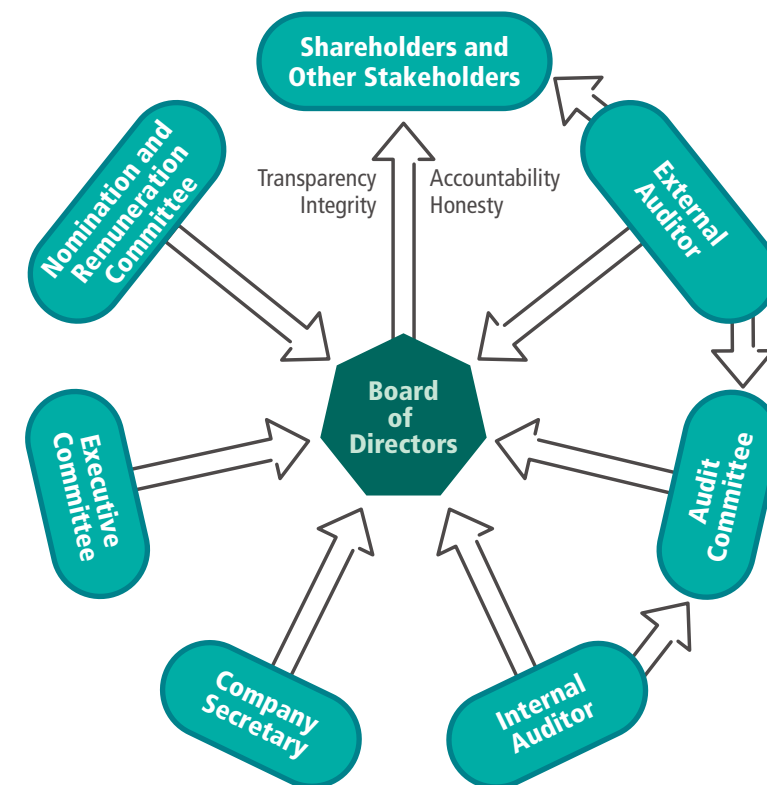 Shareholders and
Other Stakeholders
Nomination and
Remuneration
Committee
Transparency
Integrity
Accountability
Honesty
External
Auditor
Board
of
Directors
Executive
Committee
Audit
Committee
Company
Secretary
Internal
Auditor